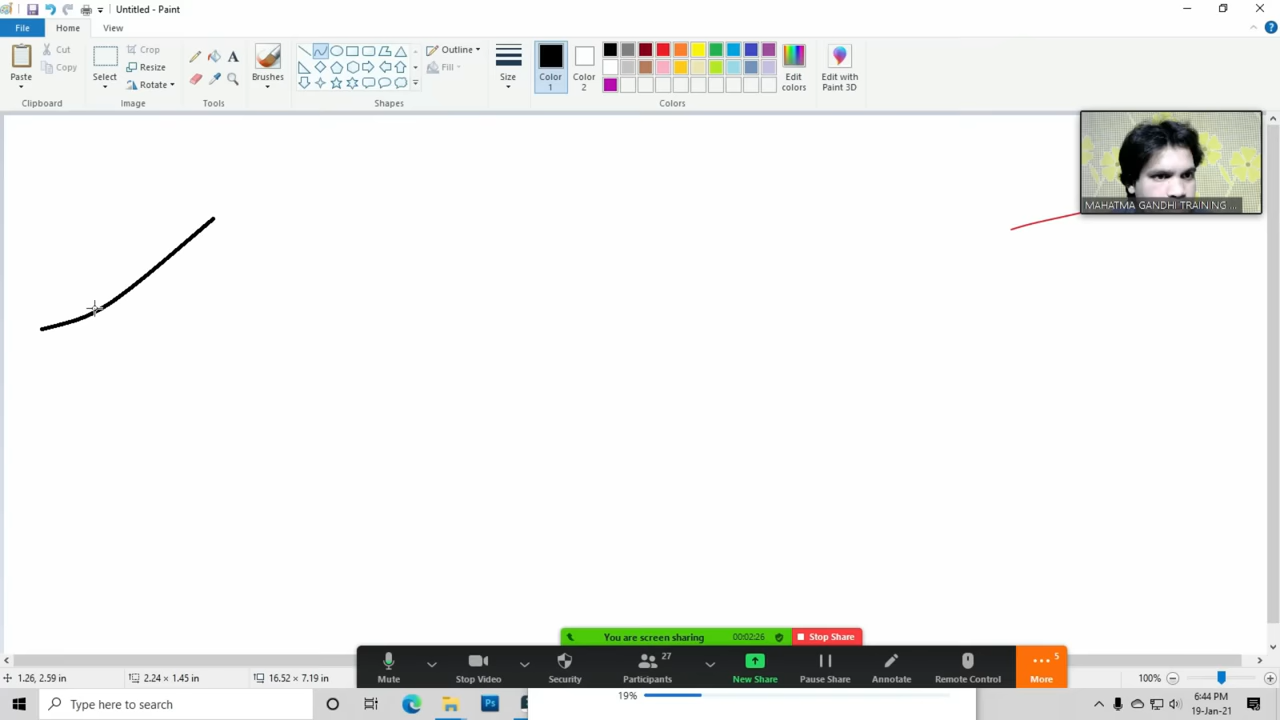 Untitled - Paint
File Home View
Paste Cut Copy Clipboard
Select Crop Resize Rotate Image
A Tools
Brushes
Outline Fill Shapes
Size
Color 1
Color 2
Edit colors
Edit with Paint 3D
Colors
MAHATMA GANDHI TRAINING ...
You are screen sharing 00:02:26 Stop Share
Mute Stop Video Security Participants 27 New Share Pause Share Annotate Remote Control More 5
1.26, 2.59 in 2.24 × 1.45 in 16.52 × 7.19 in 100%
19%
Type here to search Ps 6:44 PM
19-Jan-21